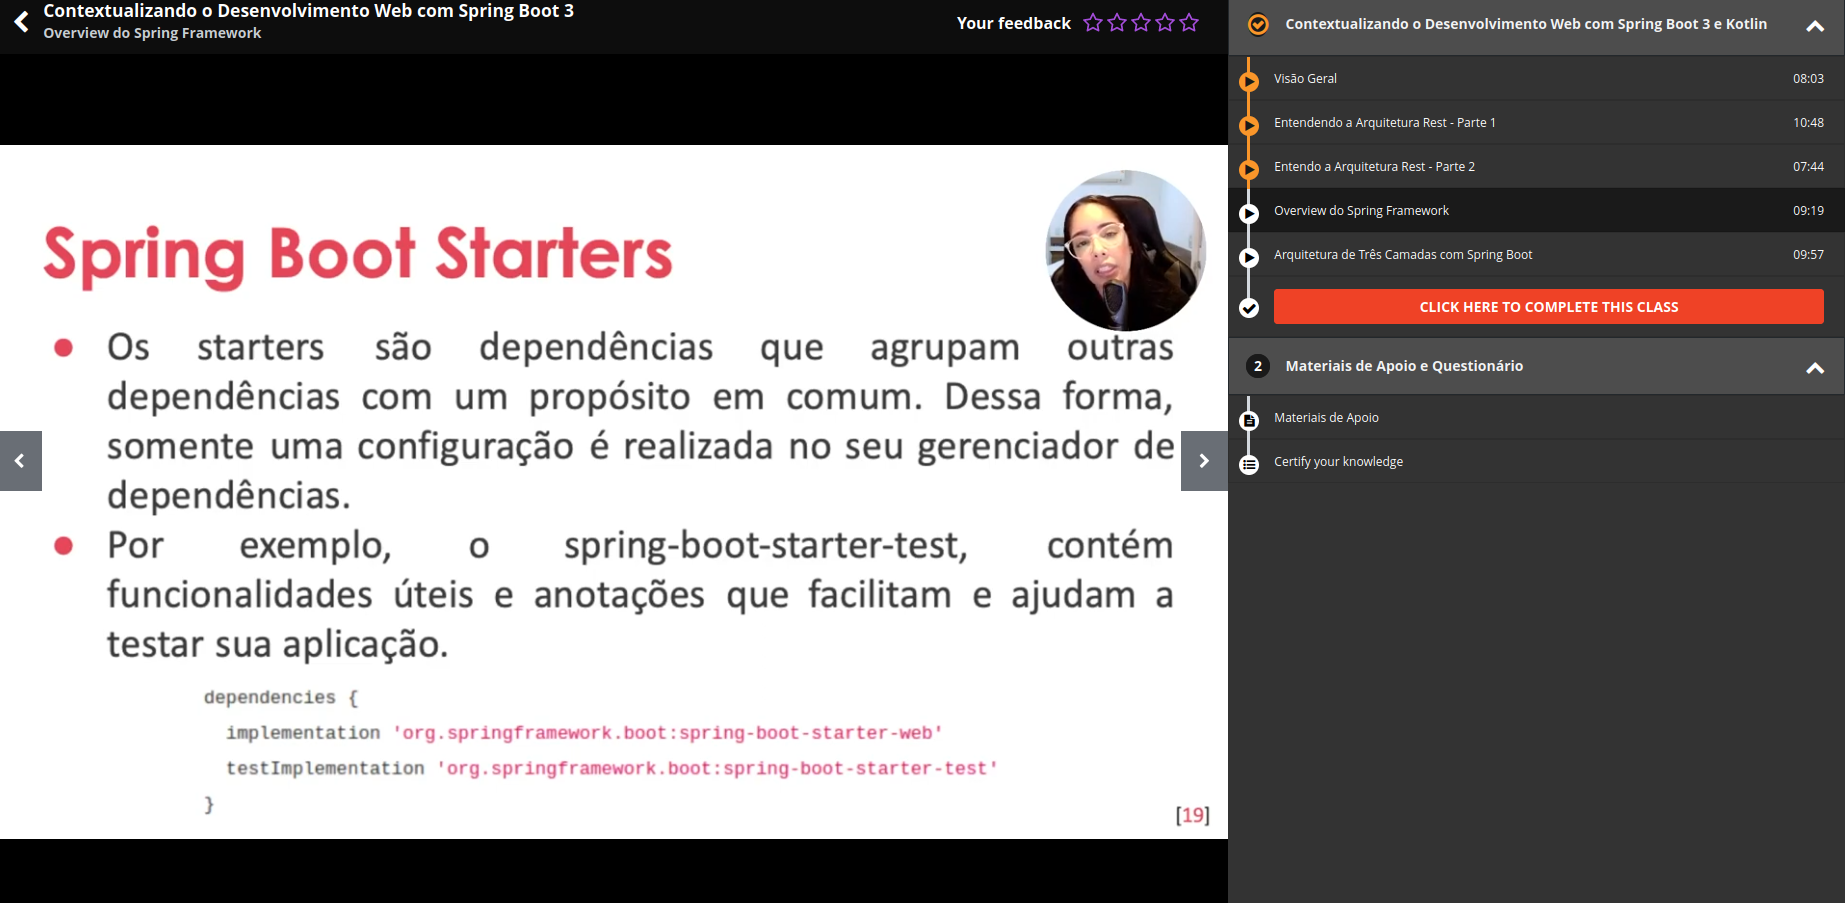 Contextualizando o Desenvolvimento Web com Spring Boot 3
Overview do Spring Framework
Your feedback
Spring Boot Starters
Os starters são dependências que agrupam outras
dependências com um propósito em comum. Dessa forma,
somente uma configuração é realizada no seu gerenciador de
dependências.
Por exemplo, o spring-boot-starter-test, contém
funcionalidades úteis e anotações que facilitam e ajudam a
testar sua aplicação.
dependencies {
implementation 'org.springframework.boot:spring-boot-starter-web'
testImplementation 'org.springframework.boot:spring-boot-starter-test'
}
[19]
Contextualizando o Desenvolvimento Web com Spring Boot 3 e Kotlin
Visão Geral 08:03
Entendendo a Arquitetura Rest - Parte 1 10:48
Entendo a Arquitetura Rest - Parte 2 07:44
Overview do Spring Framework 09:19
Arquitetura de Três Camadas com Spring Boot 09:57
CLICK HERE TO COMPLETE THIS CLASS
2 Materiais de Apoio e Questionário
Materiais de Apoio
Certify your knowledge